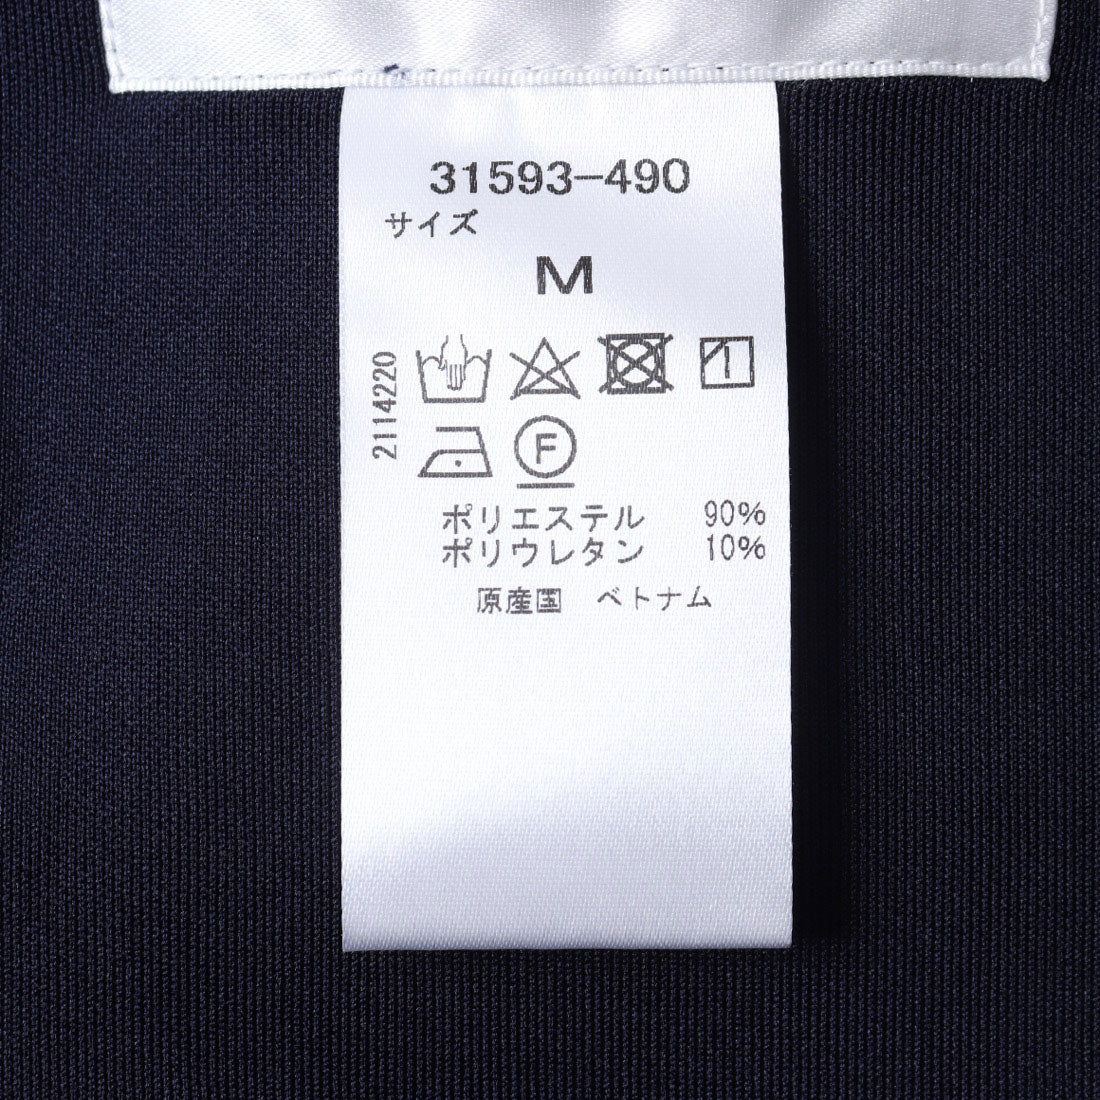 31593-490
サイズ
M
2114220
F
ポリエステル 90%
ポリウレタン 10%
原産国 ベトナム